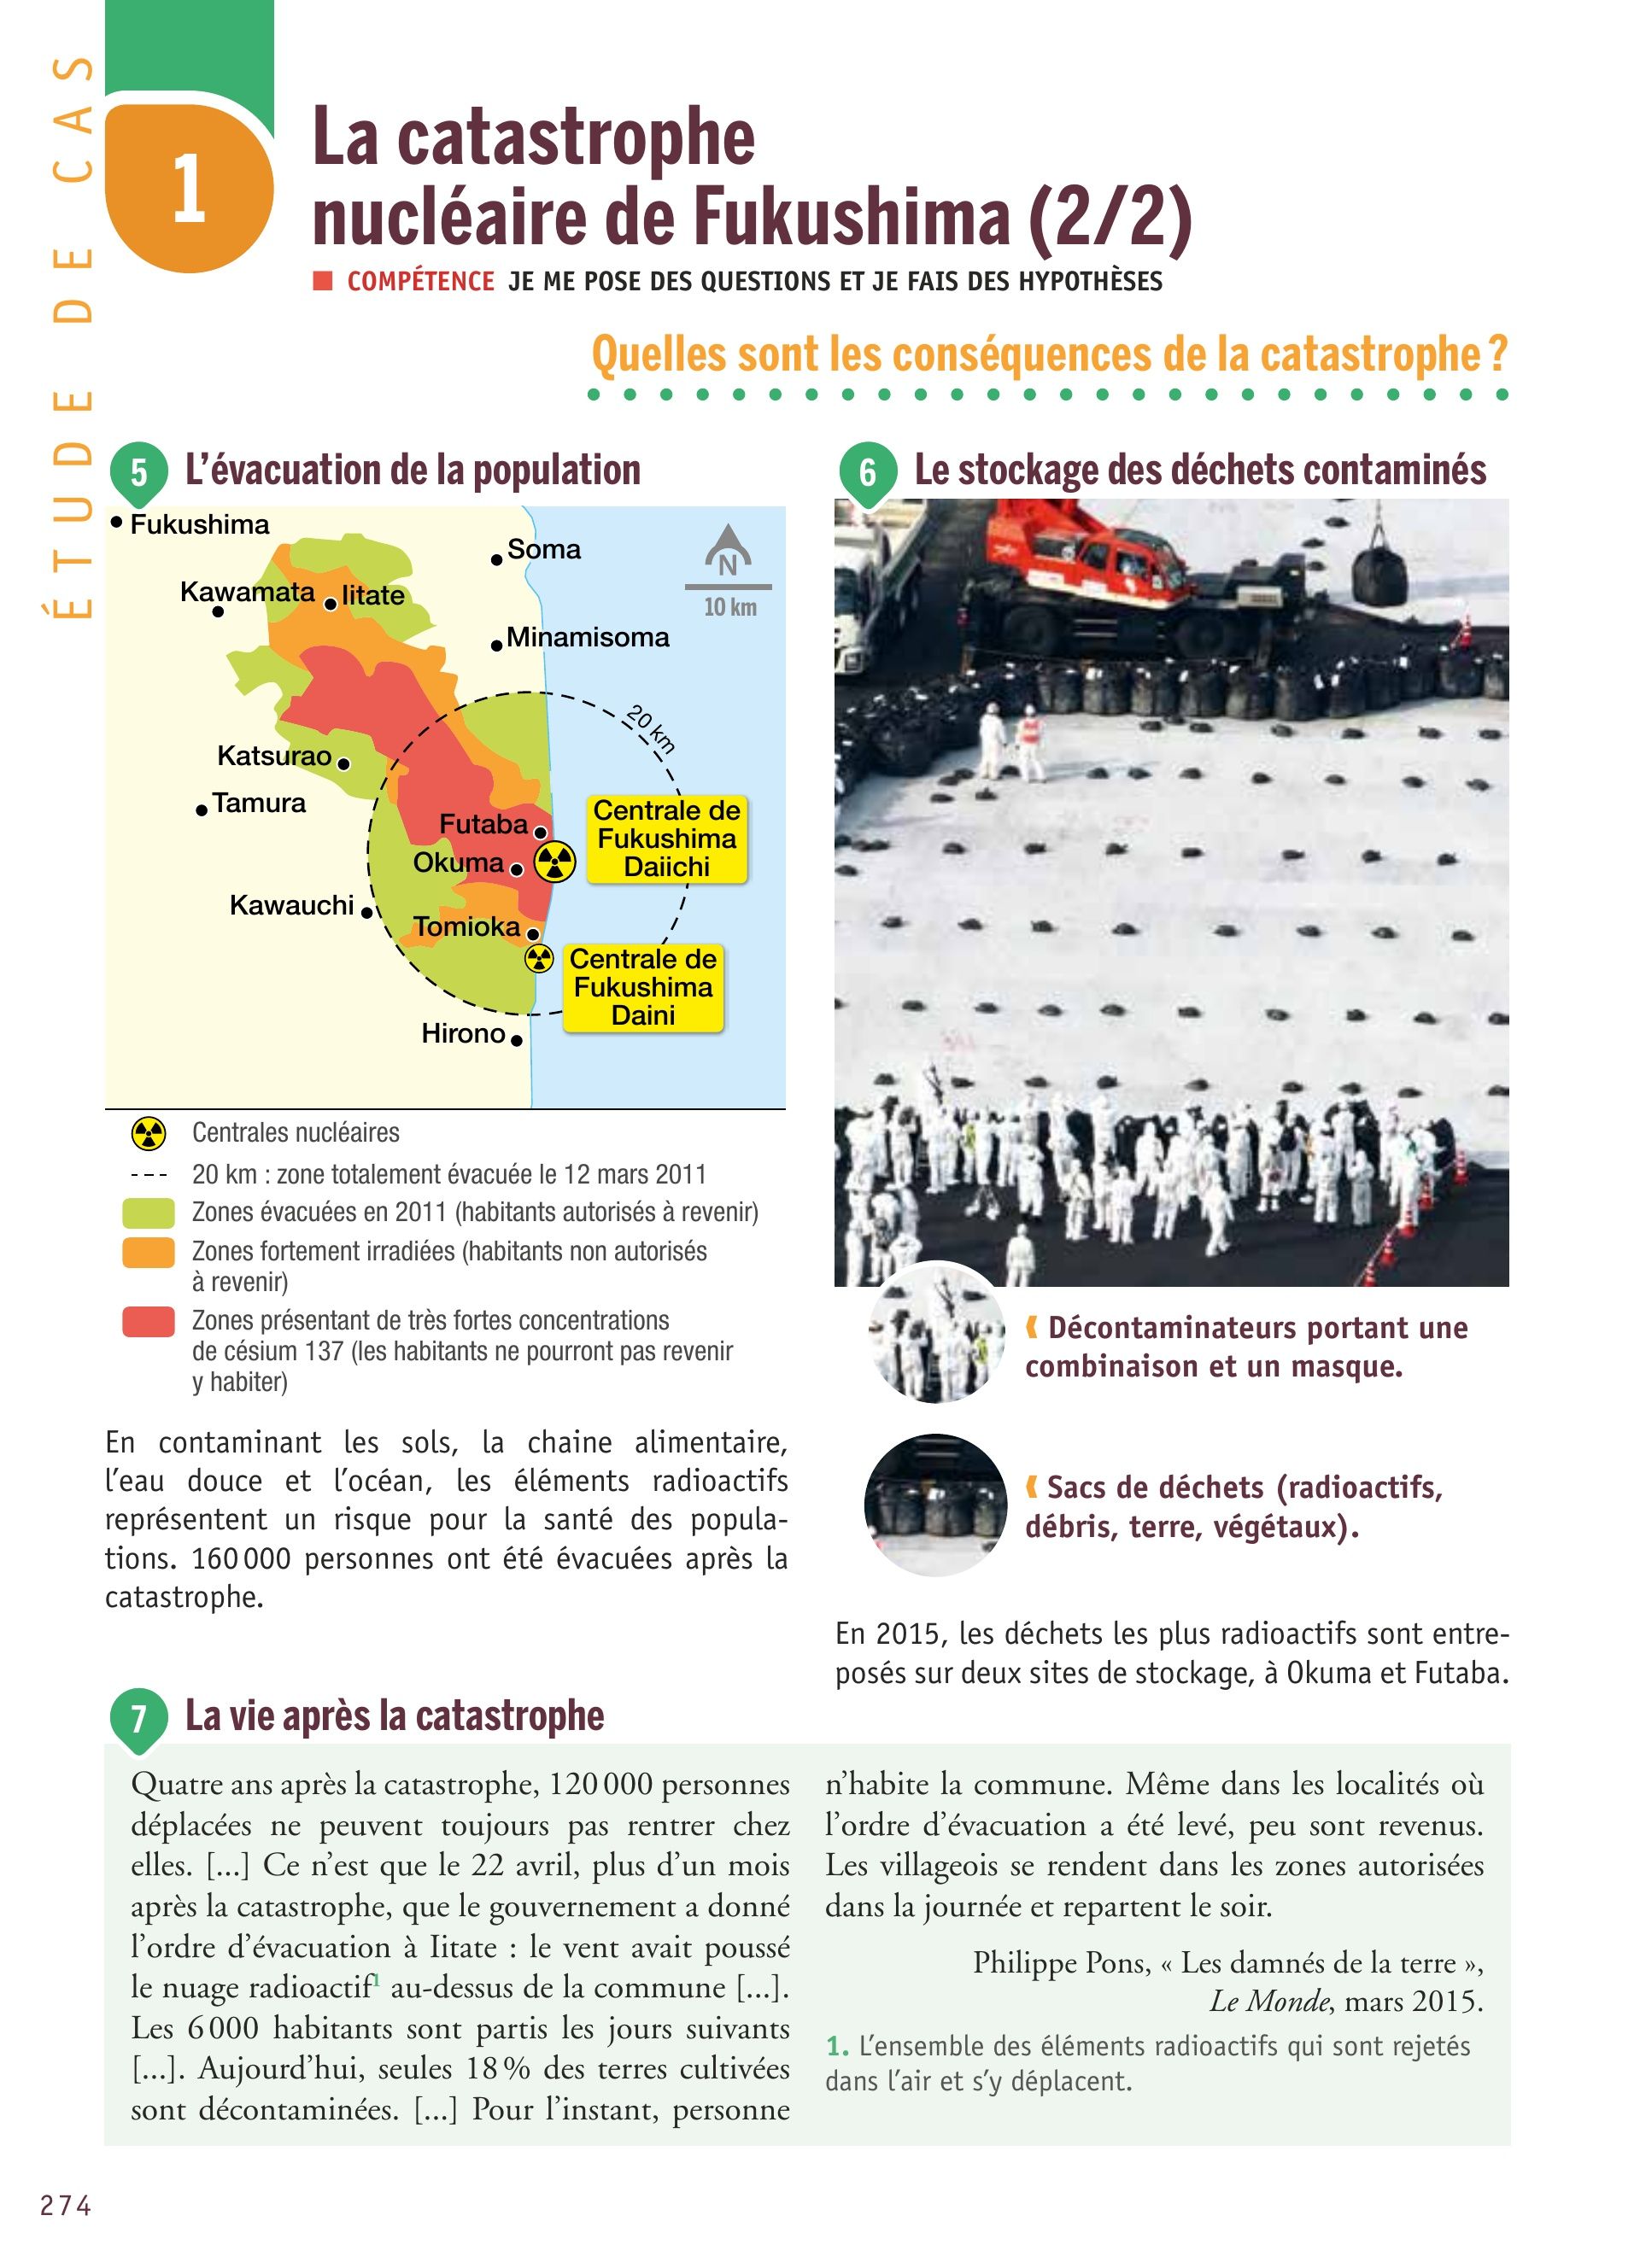 ÉTUDE DE CAS
1
La catastrophe
nucléaire de Fukushima (2/2)
COMPÉTENCE JE ME POSE DES QUESTIONS ET JE FAIS DES HYPOTHÈSES
Quelles sont les conséquences de la catastrophe ?
5 L'évacuation de la population
Fukushima
Soma
N
10 km
Kawamata
Iitate
Minamisoma
20 km
Katsurao
Tamura
Futaba
Centrale de
Fukushima
Daiichi
Okuma
Kawauchi
Tomioka
Centrale de
Fukushima
Daini
Hirono
Centrales nucléaires
20 km : zone totalement évacuée le 12 mars 2011
Zones évacuées en 2011 (habitants autorisés à revenir)
Zones fortement irradiées (habitants non autorisés
à revenir)
Zones présentant de très fortes concentrations
de césium 137 (les habitants ne pourront pas revenir
y habiter)
En contaminant les sols, la chaine alimentaire,
l'eau douce et l'océan, les éléments radioactifs
représentent un risque pour la santé des popula-
tions. 160 000 personnes ont été évacuées après la
catastrophe.
6 Le stockage des déchets contaminés
Décontaminateurs portant une
combinaison et un masque.
Sacs de déchets (radioactifs,
débris, terre, végétaux).
En 2015, les déchets les plus radioactifs sont entre-
posés sur deux sites de stockage, à Okuma et Futaba.
7 La vie après la catastrophe
Quatre ans après la catastrophe, 120 000 personnes
déplacées ne peuvent toujours pas rentrer chez
elles. [...] Ce n'est que le 22 avril, plus d'un mois
après la catastrophe, que le gouvernement a donné
l'ordre d'évacuation à Iitate : le vent avait poussé
le nuage radioactif1 au-dessus de la commune [...].
Les 6 000 habitants sont partis les jours suivants
[...]. Aujourd'hui, seules 18 % des terres cultivées
sont décontaminées. [...] Pour l'instant, personne
n'habite la commune. Même dans les localités où
l'ordre d'évacuation a été levé, peu sont revenus.
Les villageois se rendent dans les zones autorisées
dans la journée et repartent le soir.
Philippe Pons, « Les damnés de la terre »,
Le Monde, mars 2015.
1. L'ensemble des éléments radioactifs qui sont rejetés
dans l'air et s'y déplacent.
274